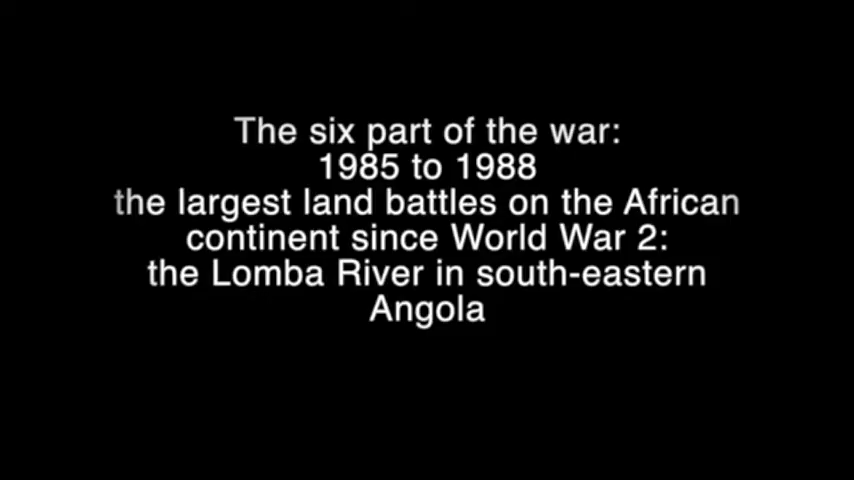 The six part of the war:
1985 to 1988
the largest land battles on the African
continent since World War 2:
the Lomba River in south-eastern
Angola